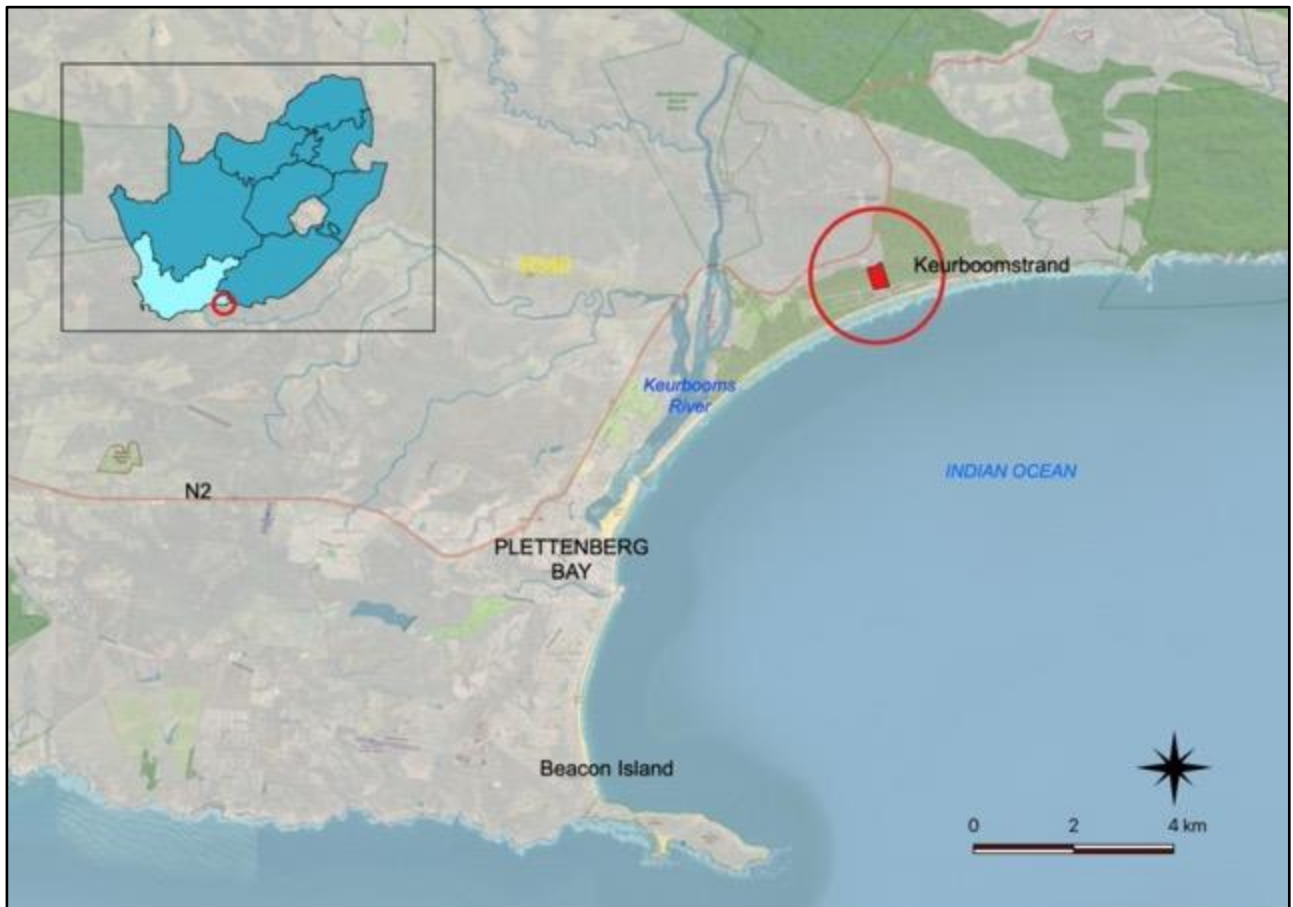 Keurboomstrand
Keurbooms
River
INDIAN OCEAN
N2
PLETTENBERG
BAY
Beacon Island
0 2 4 km